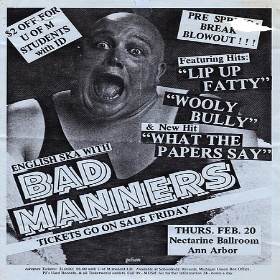 $2 OFF FOR
U OF M
STUDENTS
with ID
PRE SPRING
BREAK
BLOWOUT!!!
Featuring Hits:
"LIP UP
FATTY"
"WOOLY
BULLY"
& New Hit
"WHAT THE
PAPERS SAY"
ENGLISH SKA WITH
BAD
MANNERS
TICKETS GO ON SALE FRIDAY
THURS. FEB. 20
Nectarine Ballroom
Ann Arbor